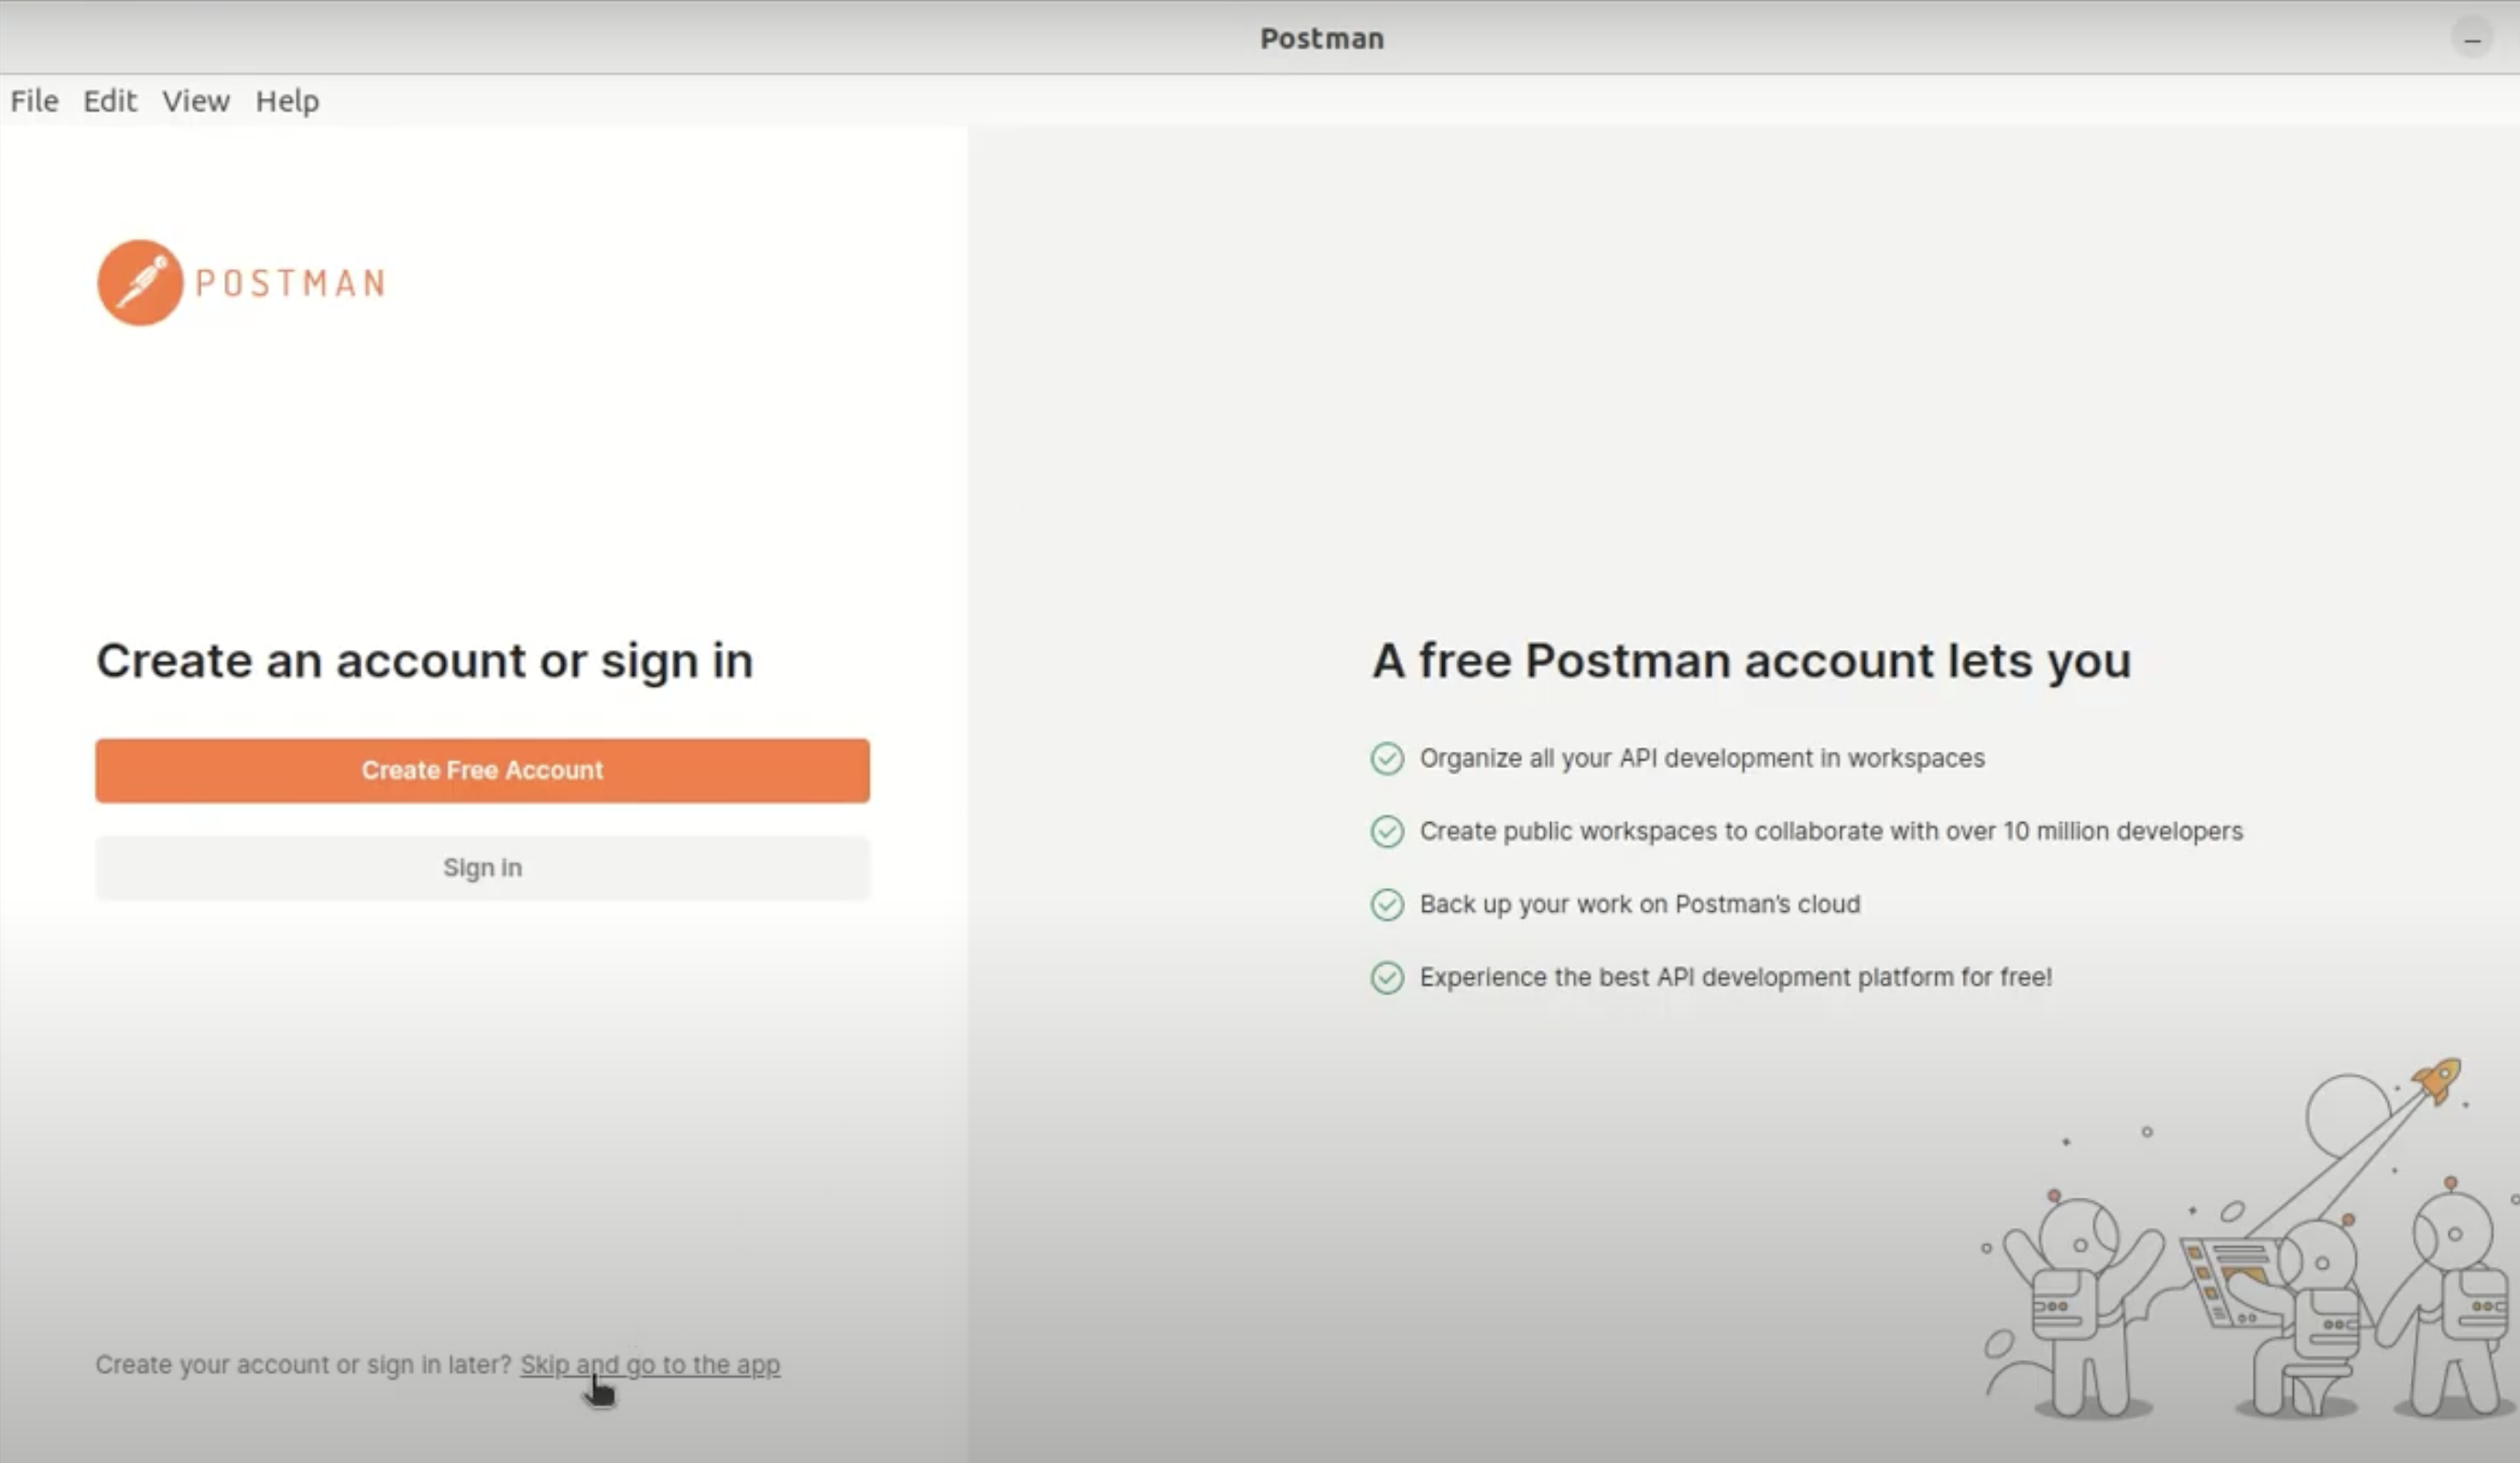 Postman
File Edit View Help
POSTMAN
Create an account or sign in
Create Free Account
Sign in
Create your account or sign in later? Skip and go to the app
A free Postman account lets you
Organize all your API development in workspaces
Create public workspaces to collaborate with over 10 million developers
Back up your work on Postman's cloud
Experience the best API development platform for free!